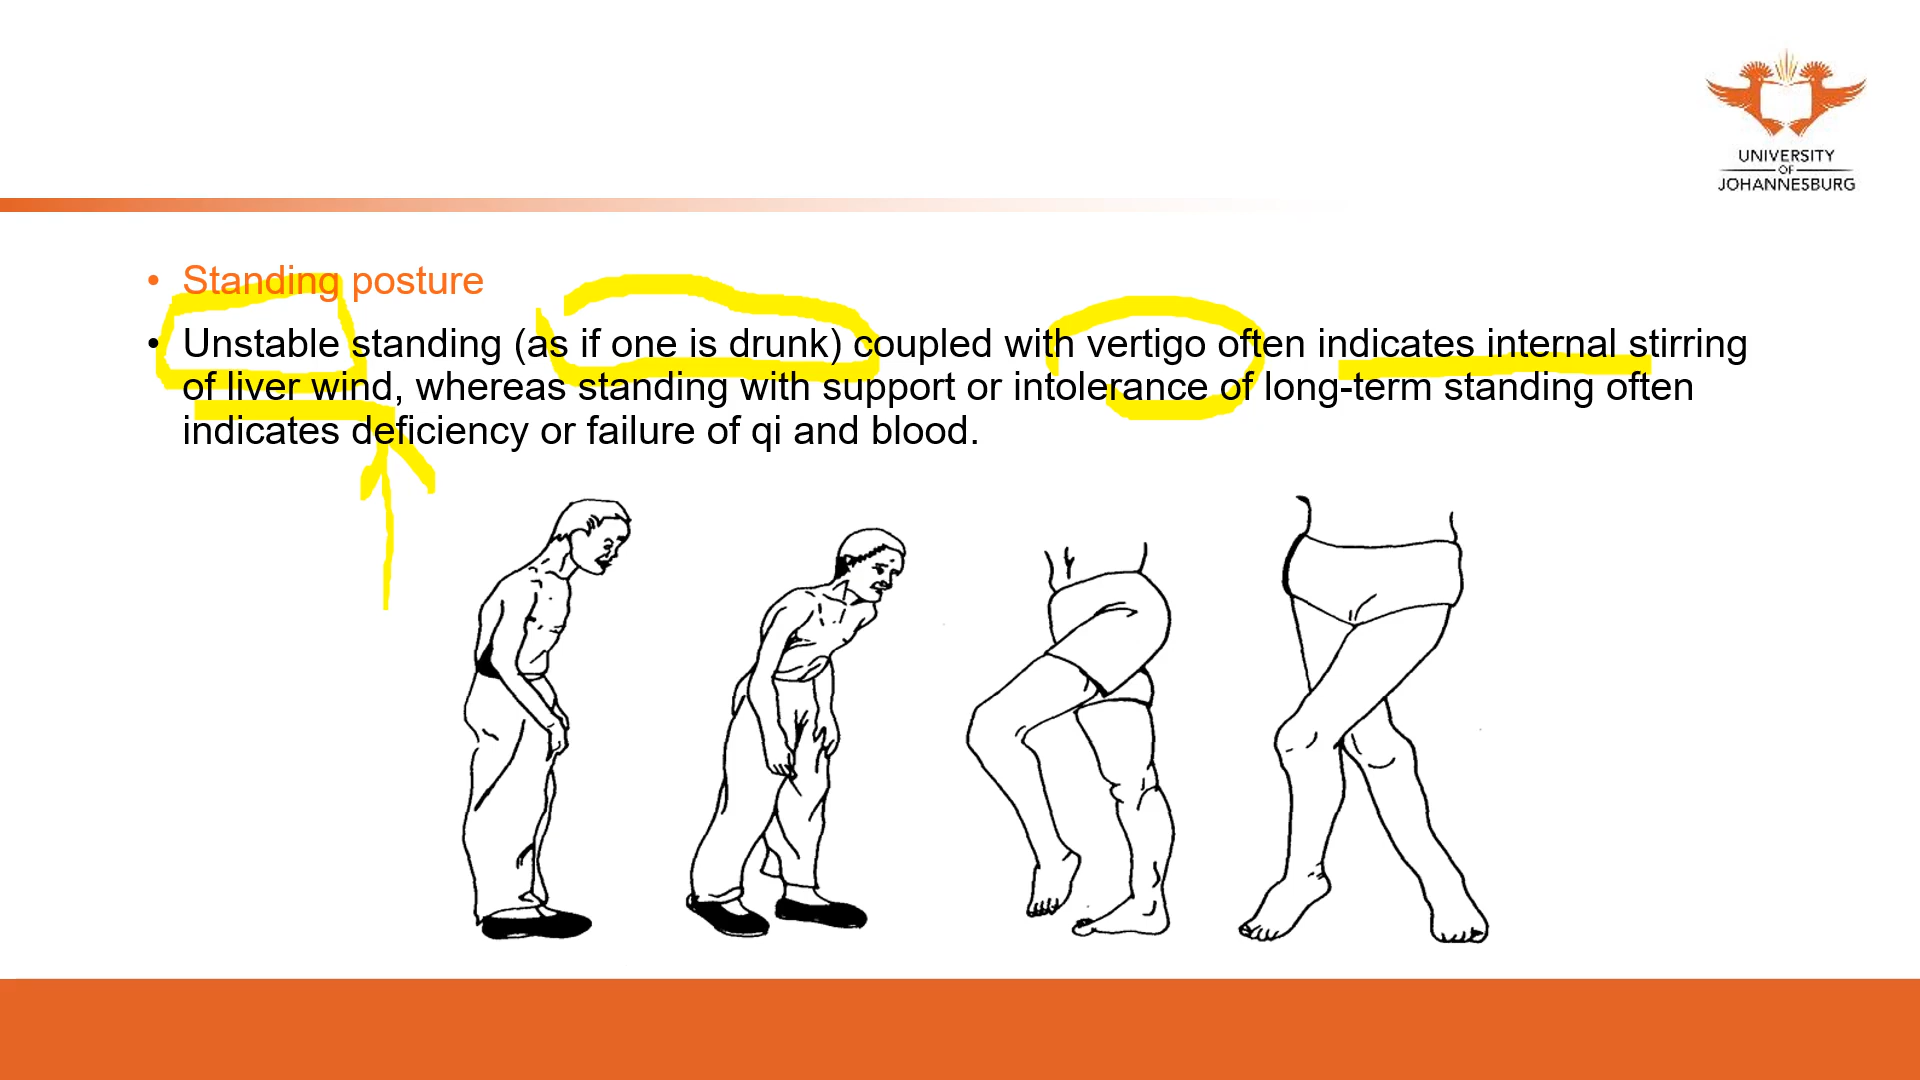 UNIVERSITY
OF
JOHANNESBURG
• Standing posture
• Unstable standing (as if one is drunk) coupled with vertigo often indicates internal stirring
of liver wind, whereas standing with support or intolerance of long-term standing often
indicates deficiency or failure of qi and blood.